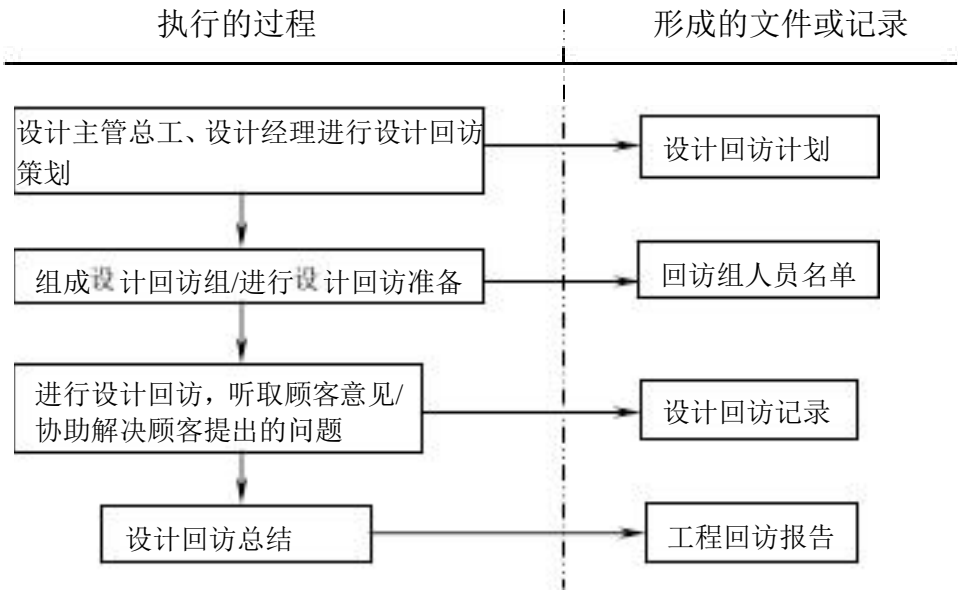 执行的过程
形成的文件或记录
设计主管总工、设计经理进行设计回访
策划
设计回访计划
组成设计回访组/进行设计回访准备
回访组人员名单
进行设计回访，听取顾客意见/
协助解决顾客提出的问题
设计回访记录
设计回访总结
工程回访报告